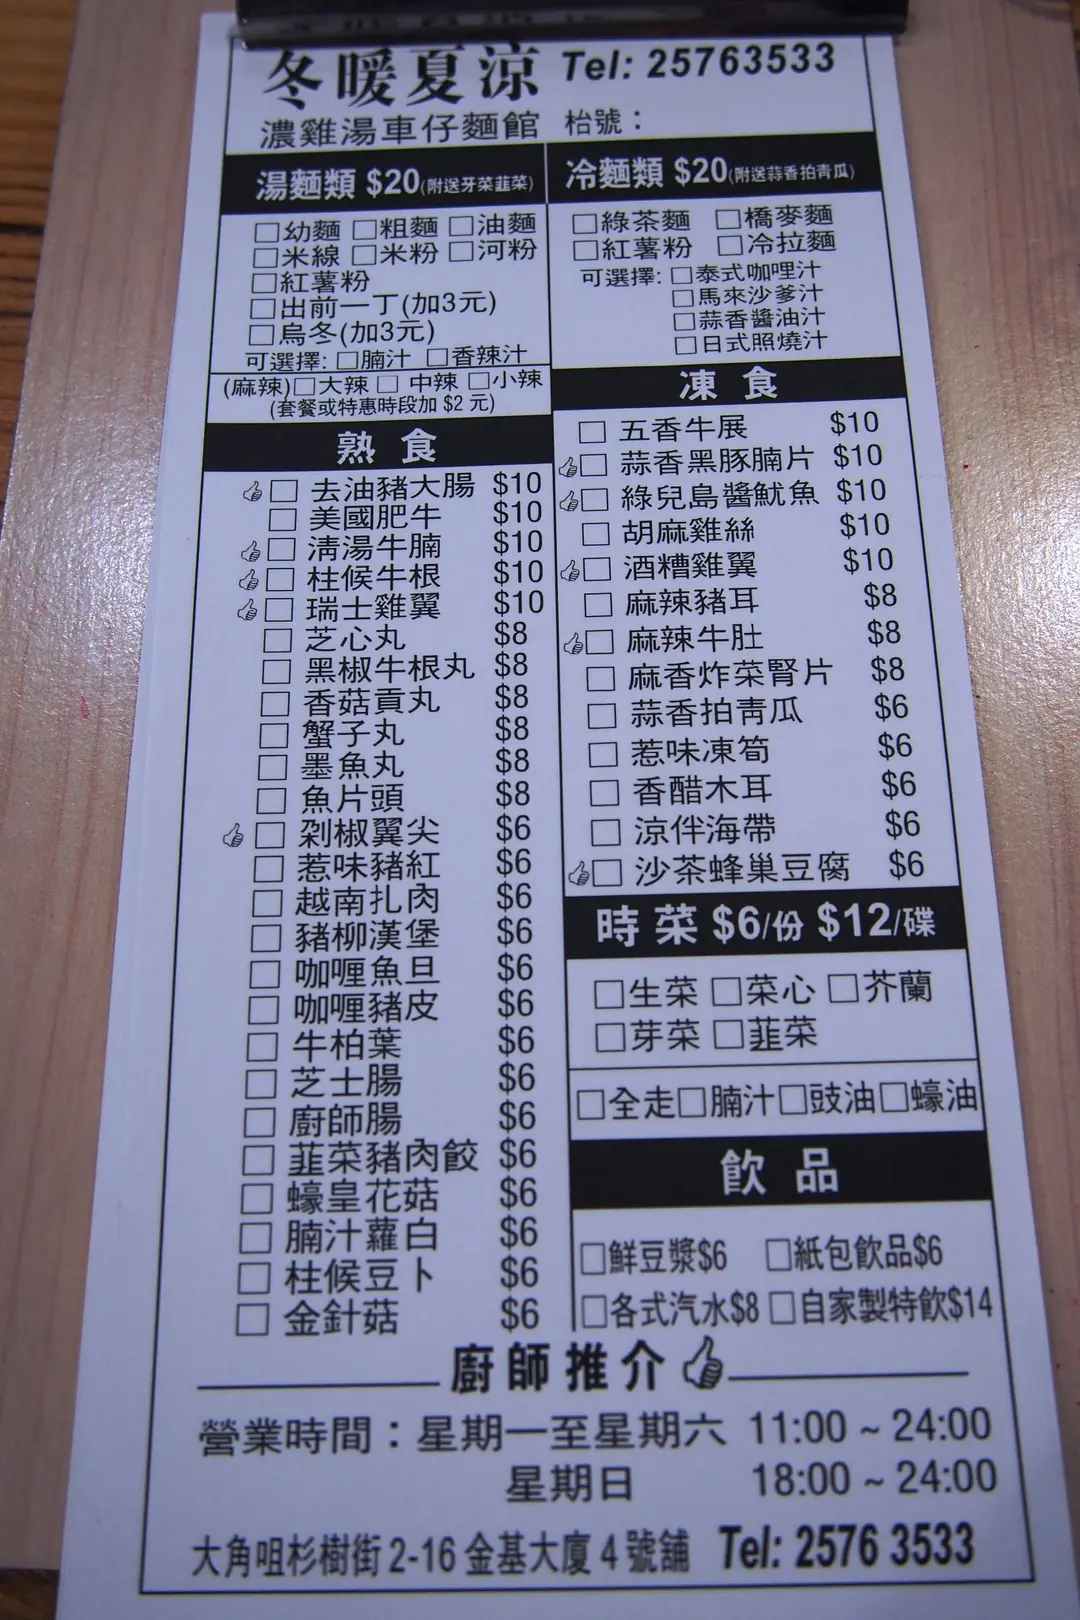 冬暖夏涼 Tel: 25763533
濃雞湯車仔麵館 枱號：
湯麵類 $20(附送牙菜韮菜)
□幼麵 □粗麵 □油麵
□米線 □米粉 □河粉
□紅薯粉
□出前一丁(加3元)
□烏冬(加3元)
可選擇: □腩汁 □香辣汁
(麻辣)□大辣 □中辣 □小辣
(套餐或特惠時段加 $2 元)
熟食
□去油豬大腸 $10
□美國肥牛 $10
□淸湯牛腩 $10
□柱候牛根 $10
□瑞士雞翼 $10
□芝心丸 $8
□黑椒牛根丸 $8
□香菇貢丸 $8
□蟹子丸 $8
□墨魚丸 $8
□魚片頭 $8
□剁椒翼尖 $6
□惹味豬紅 $6
□越南扎肉 $6
□豬柳漢堡 $6
□咖喱魚旦 $6
□咖喱豬皮 $6
□牛柏葉 $6
□芝士腸 $6
□廚師腸 $6
□韮菜豬肉餃 $6
□蠔皇花菇 $6
□腩汁蘿白 $6
□柱候豆卜 $6
□金針菇 $6
冷麵類 $20(附送蒜香拍靑瓜)
□綠茶麵 □橋麥麵
□紅薯粉 □冷拉麵
可選擇: □泰式咖哩汁
□馬來沙爹汁
□蒜香醬油汁
□日式照燒汁
凍食
□五香牛展 $10
□蒜香黑豚腩片 $10
□綠兒島醬魷魚 $10
□胡麻雞絲 $10
□酒糟雞翼 $10
□麻辣豬耳 $8
□麻辣牛肚 $8
□麻香炸菜腎片 $8
□蒜香拍靑瓜 $6
□惹味凍筍 $6
□香醋木耳 $6
□涼伴海帶 $6
□沙茶蜂巢豆腐 $6
時菜 $6/份 $12/碟
□生菜 □菜心 □芥蘭
□芽菜 □韮菜
□全走□腩汁□豉油□蠔油
飲品
□鮮豆漿$6 □紙包飲品$6
□各式汽水$8 □自家製特飲$14
廚師推介
營業時間：星期一至星期六 11:00 ~ 24:00
星期日 18:00 ~ 24:00
大角咀杉樹街 2-16 金基大廈 4 號舖 Tel: 2576 3533